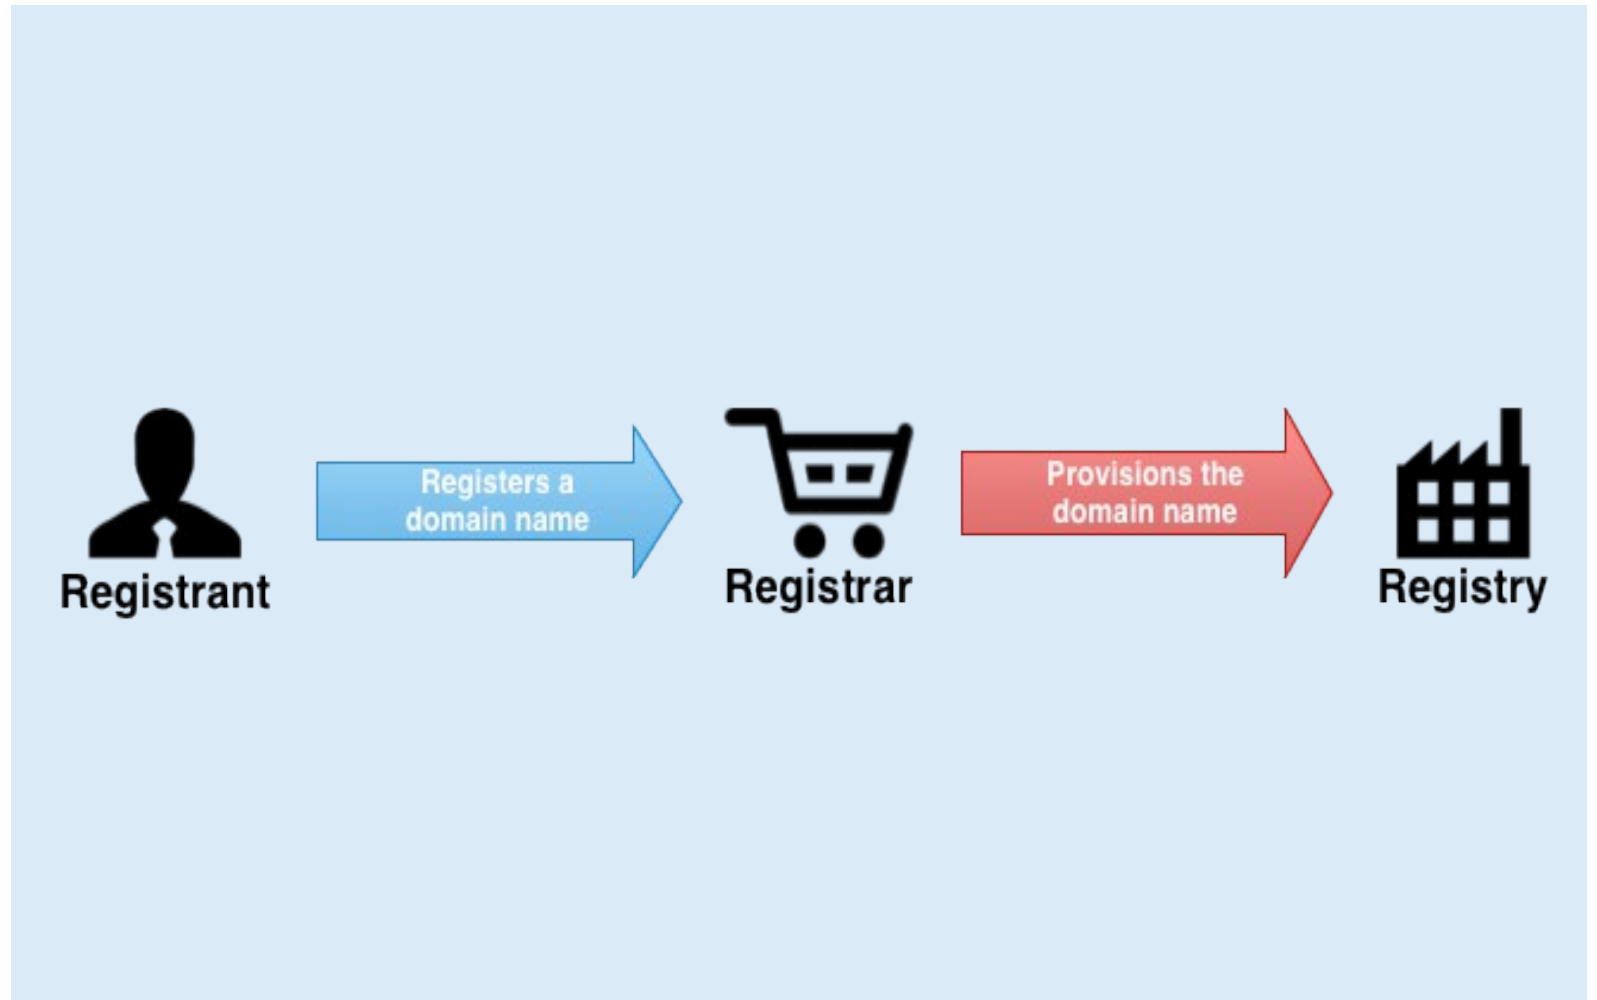 Registers a
domain name
Provisions the
domain name
Registrant
Registrar
Registry